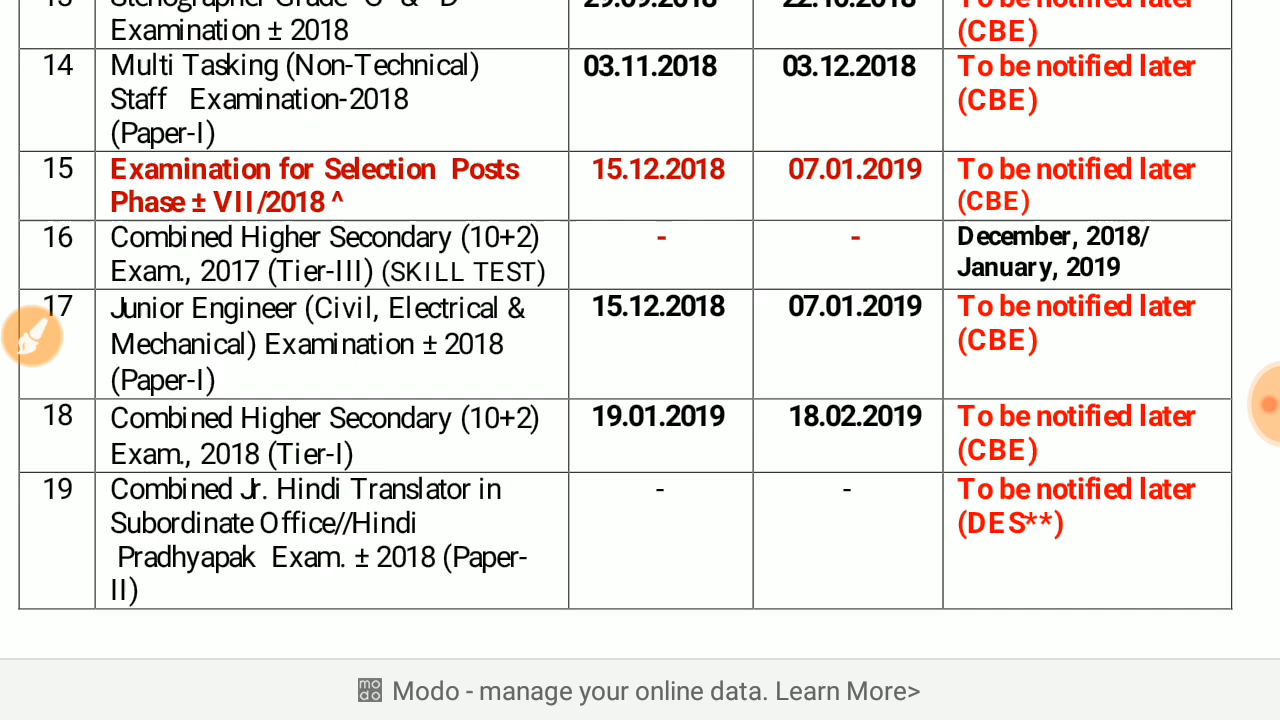 Examination ± 2018
(CBE)
14 Multi Tasking (Non-Technical) 03.11.2018 03.12.2018 To be notified later
Staff Examination-2018 (CBE)
(Paper-I)
15 Examination for Selection Posts 15.12.2018 07.01.2019 To be notified later
Phase ± VII/2018 ^ (CBE)
16 Combined Higher Secondary (10+2) - - December, 2018/
Exam., 2017 (Tier-III) (SKILL TEST) January, 2019
17 Junior Engineer (Civil, Electrical & 15.12.2018 07.01.2019 To be notified later
Mechanical) Examination ± 2018 (CBE)
(Paper-I)
18 Combined Higher Secondary (10+2) 19.01.2019 18.02.2019 To be notified later
Exam., 2018 (Tier-I) (CBE)
19 Combined Jr. Hindi Translator in - - To be notified later
Subordinate Office//Hindi (DES**)
Pradhyapak Exam. ± 2018 (Paper-
II)
Modo - manage your online data. Learn More>